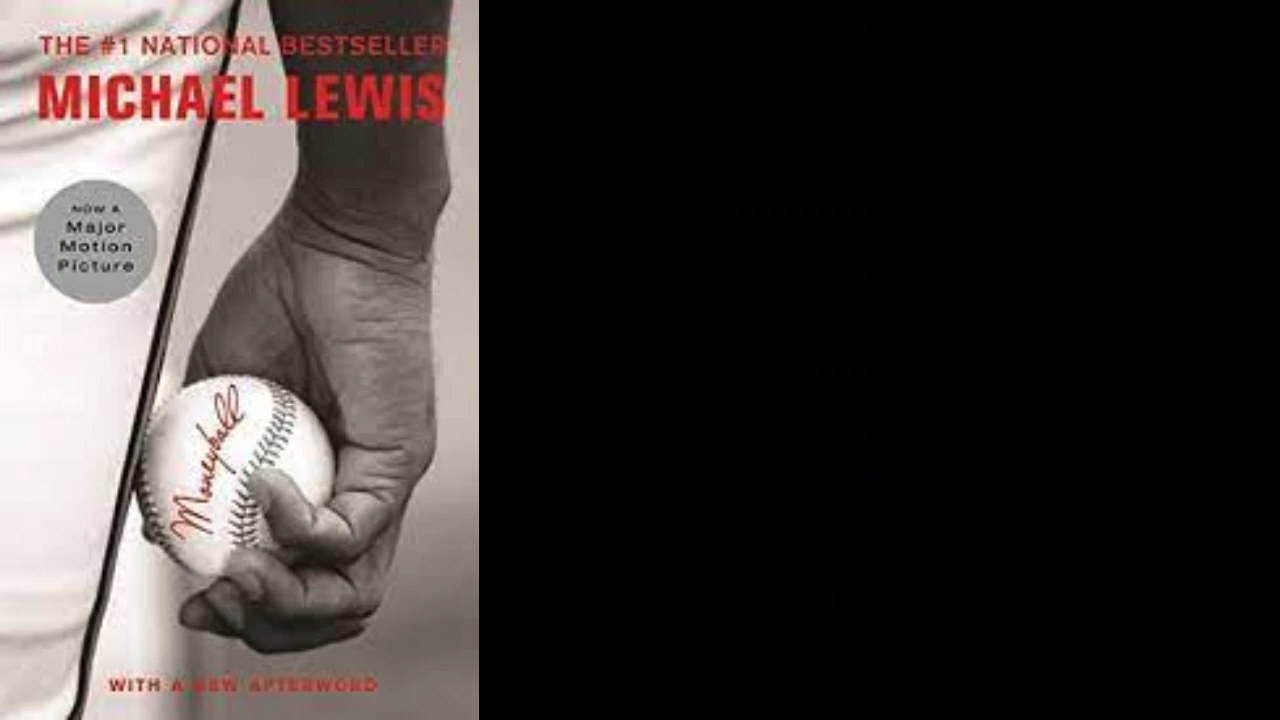 THE #1 NATIONAL BESTSELLER
MICHAEL LEWIS
NOW A
Major
Motion
Picture
Moneyball
WITH A NEW AFTERWORD